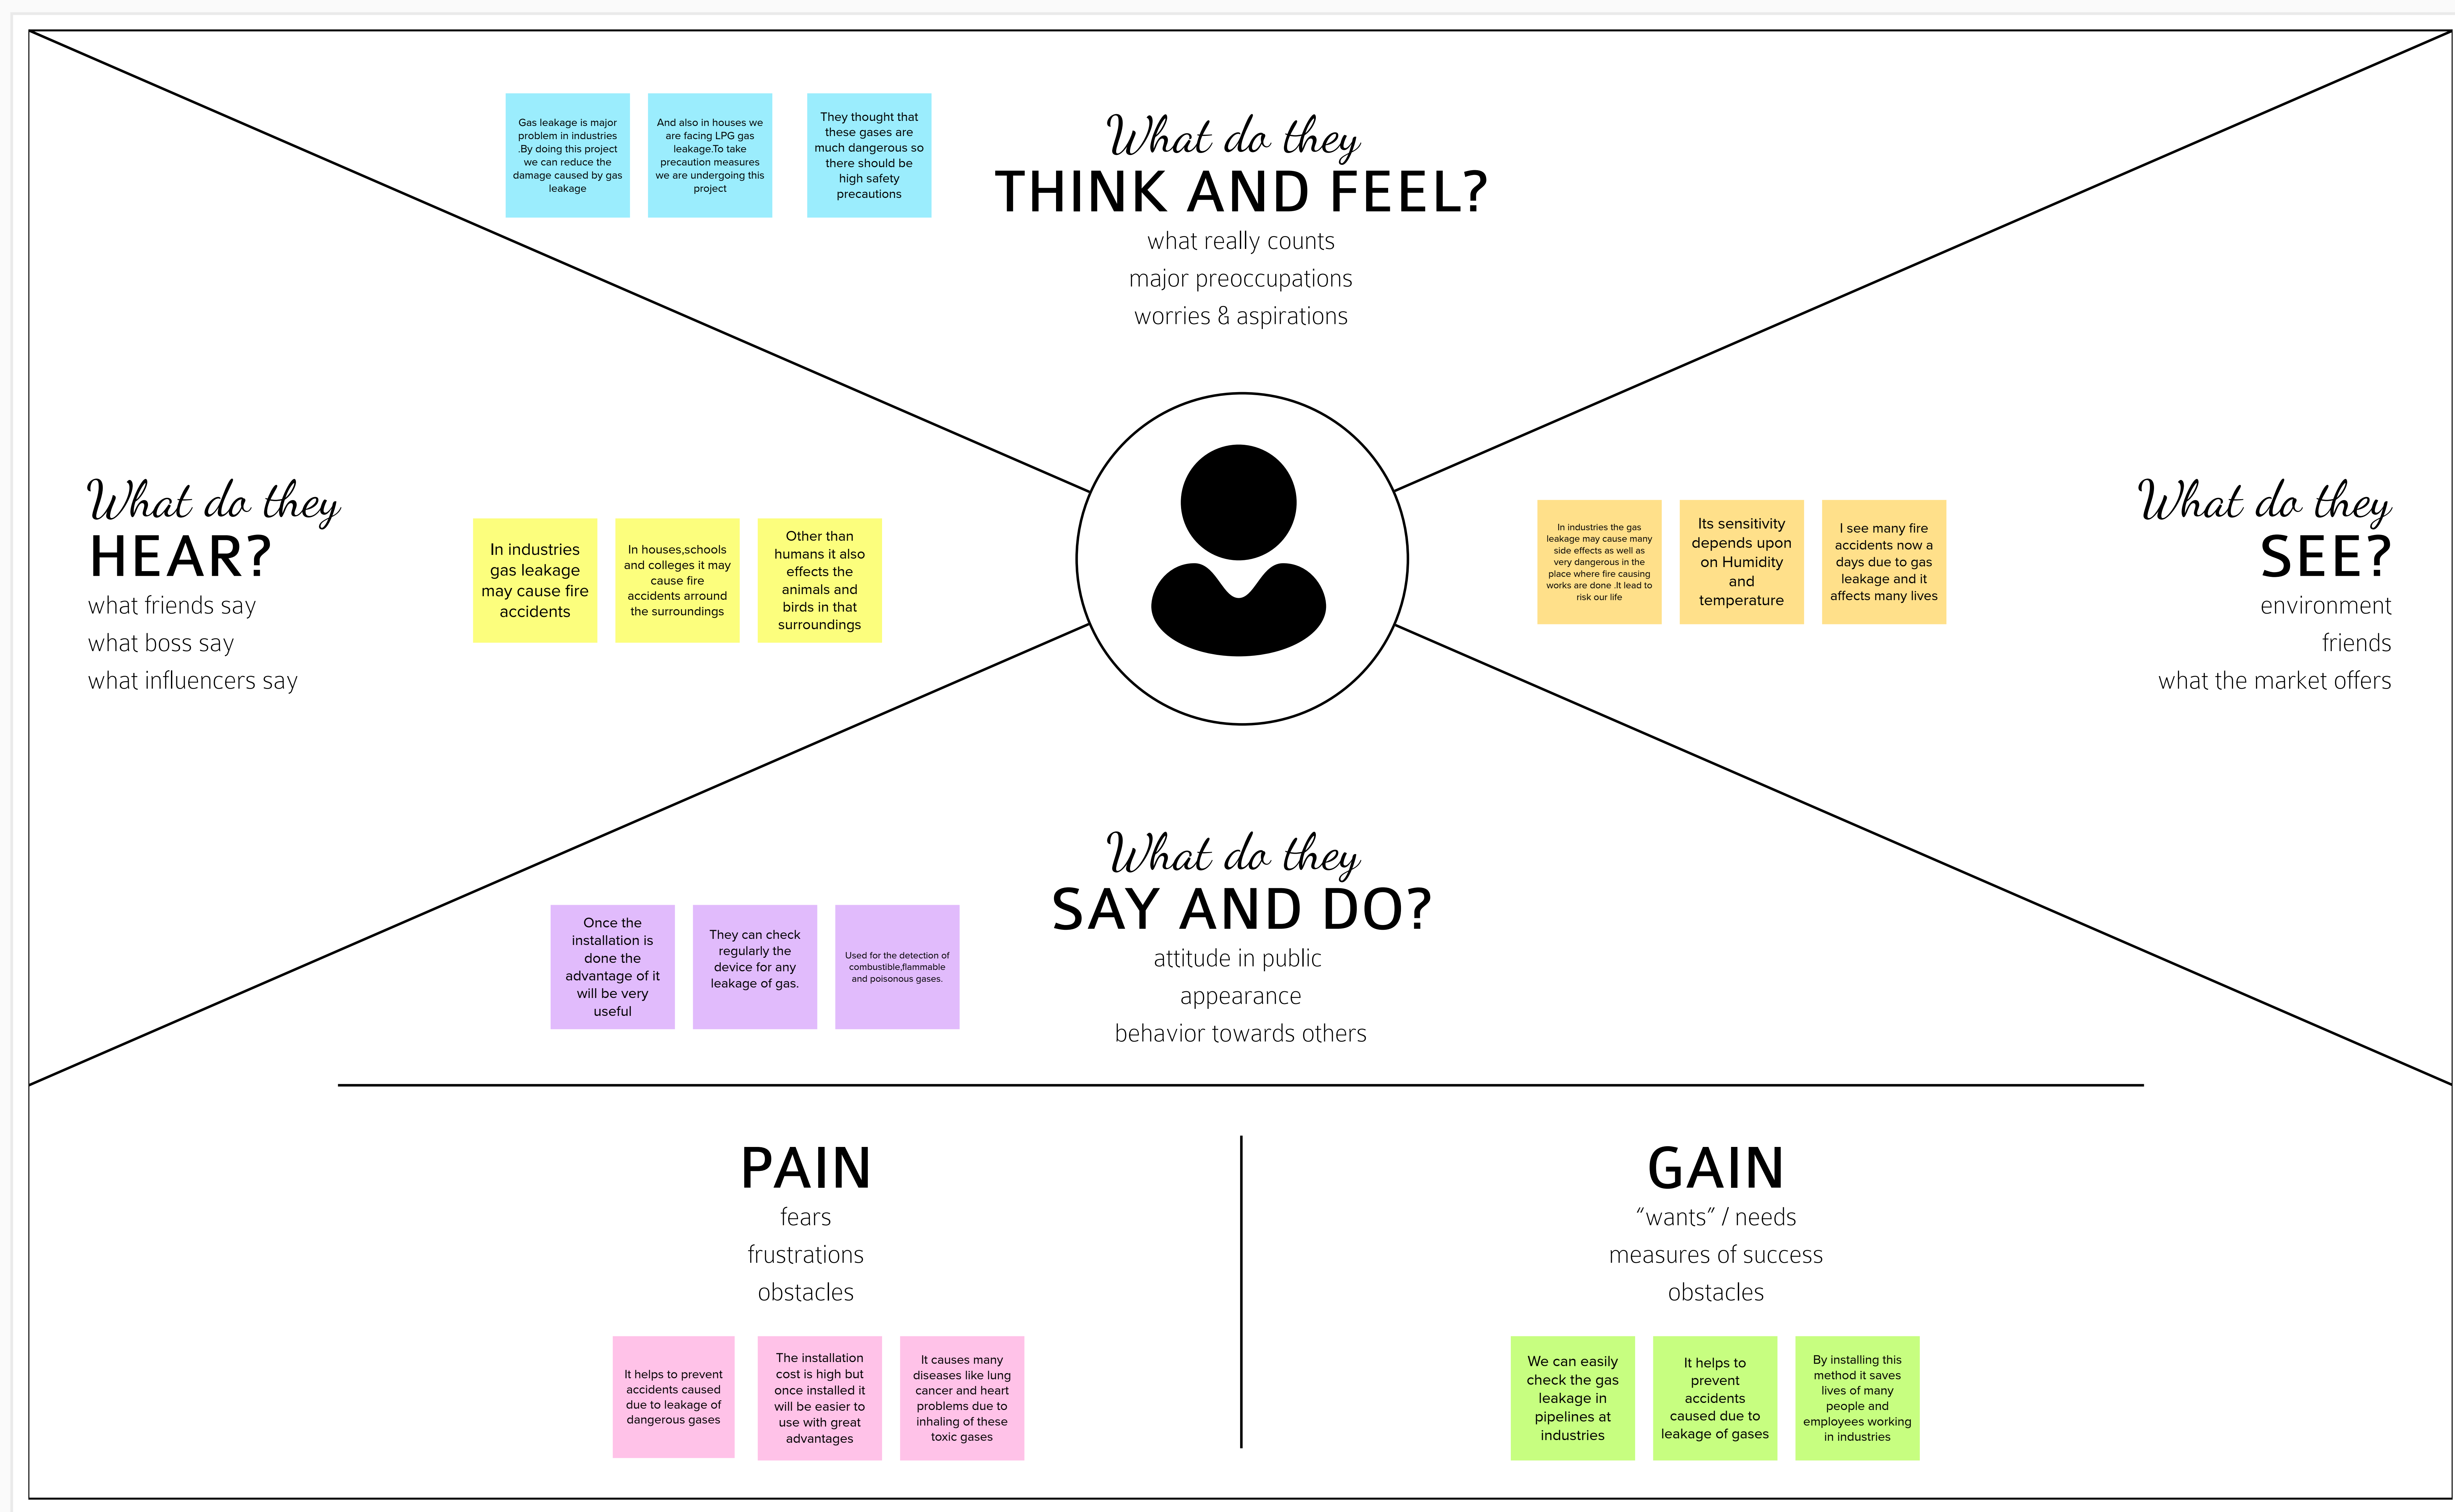 Gas leakage is major
problem in industries
.By doing this project
we can reduce the
damage caused by gas
leakage
And also in houses we
are facing LPG gas
leakage.To take
precaution measures
we are undergoing this
project
They thought that
these gases are
much dangerous so
there should be
high safety
precautions
What do they
THINK AND FEEL?
what really counts
major preoccupations
worries & aspirations
What do they
HEAR?
what friends say
what boss say
what influencers say
In industries
gas leakage
may cause fire
accidents
In houses,schools
and colleges it may
cause fire
accidents arround
the surroundings
Other than
humans it also
effects the
animals and
birds in that
surroundings
In industries the gas
leakage may cause many
side effects as well as
very dangerous in the
place where fire causing
works are done .It lead to
risk our life
Its sensitivity
depends upon
on Humidity
and
temperature
I see many fire
accidents now a
days due to gas
leakage and it
affects many lives
What do they
SEE?
environment
friends
what the market offers
Once the
installation is
done the
advantage of it
will be very
useful
They can check
regularly the
device for any
leakage of gas.
Used for the detection of
combustible,flammable
and poisonous gases.
What do they
SAY AND DO?
attitude in public
appearance
behavior towards others
PAIN
fears
frustrations
obstacles
It helps to prevent
accidents caused
due to leakage of
dangerous gases
The installation
cost is high but
once installed it
will be easier to
use with great
advantages
It causes many
diseases like lung
cancer and heart
problems due to
inhaling of these
toxic gases
GAIN
“wants” / needs
measures of success
obstacles
We can easily
check the gas
leakage in
pipelines at
industries
It helps to
prevent
accidents
caused due to
leakage of gases
By installing this
method it saves
lives of many
people and
employees working
in industries